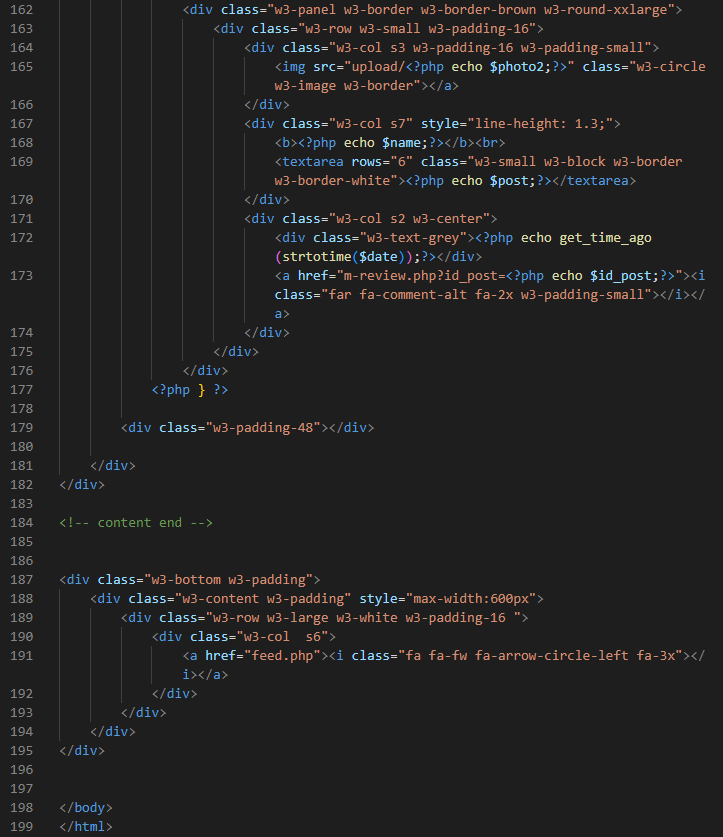 162 <div class="w3-panel w3-border w3-border-brown w3-round-xxlarge">
163 <div class="w3-row w3-small w3-padding-16">
164 <div class="w3-col s3 w3-padding-16 w3-padding-small">
165 <img src="upload/<?php echo $photo2;?>" class="w3-circle
w3-image w3-border"></a>
166 </div>
167 <div class="w3-col s7" style="line-height: 1.3;">
168 <b><?php echo $name;?></b><br>
169 <textarea rows="6" class="w3-small w3-block w3-border
w3-border-white"><?php echo $post;?></textarea>
170 </div>
171 <div class="w3-col s2 w3-center">
172 <div class="w3-text-grey"><?php echo get_time_ago
(strtotime($date));?></div>
173 <a href="m-review.php?id_post=<?php echo $id_post;?>"><i
class="far fa-comment-alt fa-2x w3-padding-small"></i></
a>
174 </div>
175 </div>
176 </div>
177 <?php } ?>
178
179 <div class="w3-padding-48"></div>
180
181 </div>
182 </div>
183
184 <!-- content end -->
185
186
187 <div class="w3-bottom w3-padding">
188 <div class="w3-content w3-padding" style="max-width:600px">
189 <div class="w3-row w3-large w3-white w3-padding-16 ">
190 <div class="w3-col  s6">
191 <a href="feed.php"><i class="fa fa-fw fa-arrow-circle-left fa-3x"></
i></a>
192 </div>
193 </div>
194 </div>
195 </div>
196
197
198 </body>
199 </html>